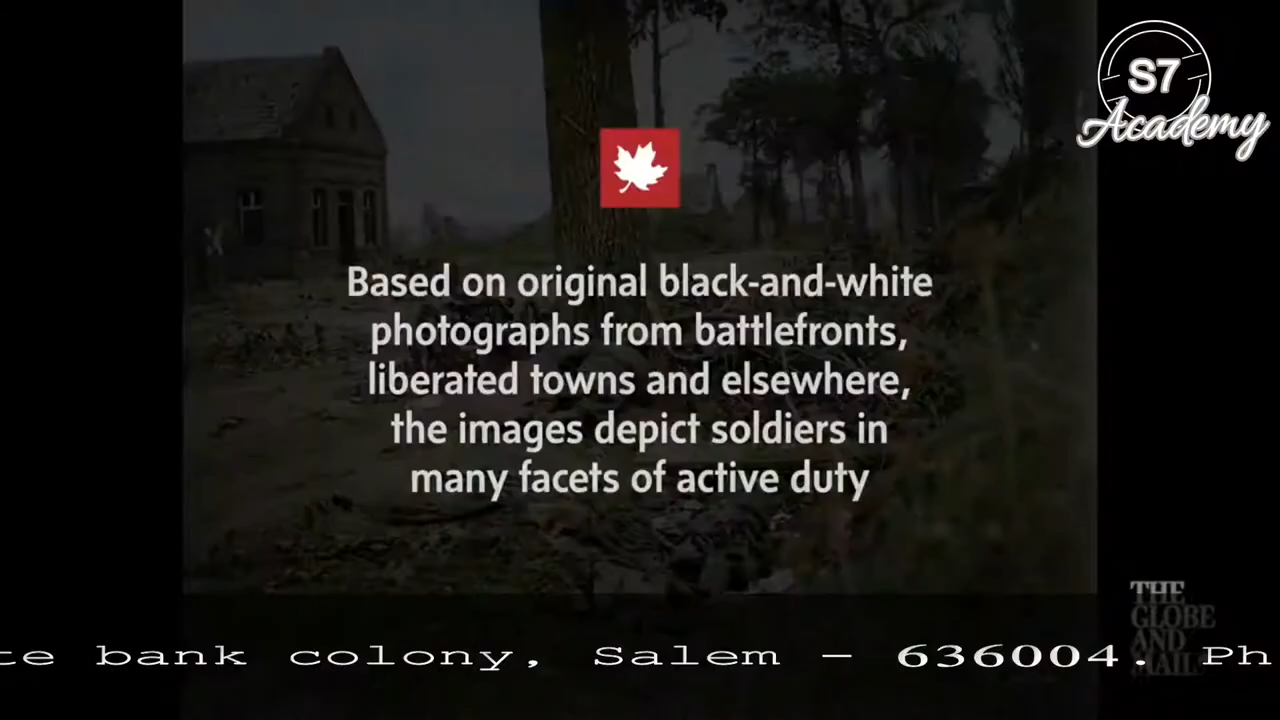 S7
Academy
Based on original black-and-white
photographs from battlefronts,
liberated towns and elsewhere,
the images depict soldiers in
many facets of active duty
THE
GLOBE
AND
MAIL
te bank colony, Salem - 636004. Ph